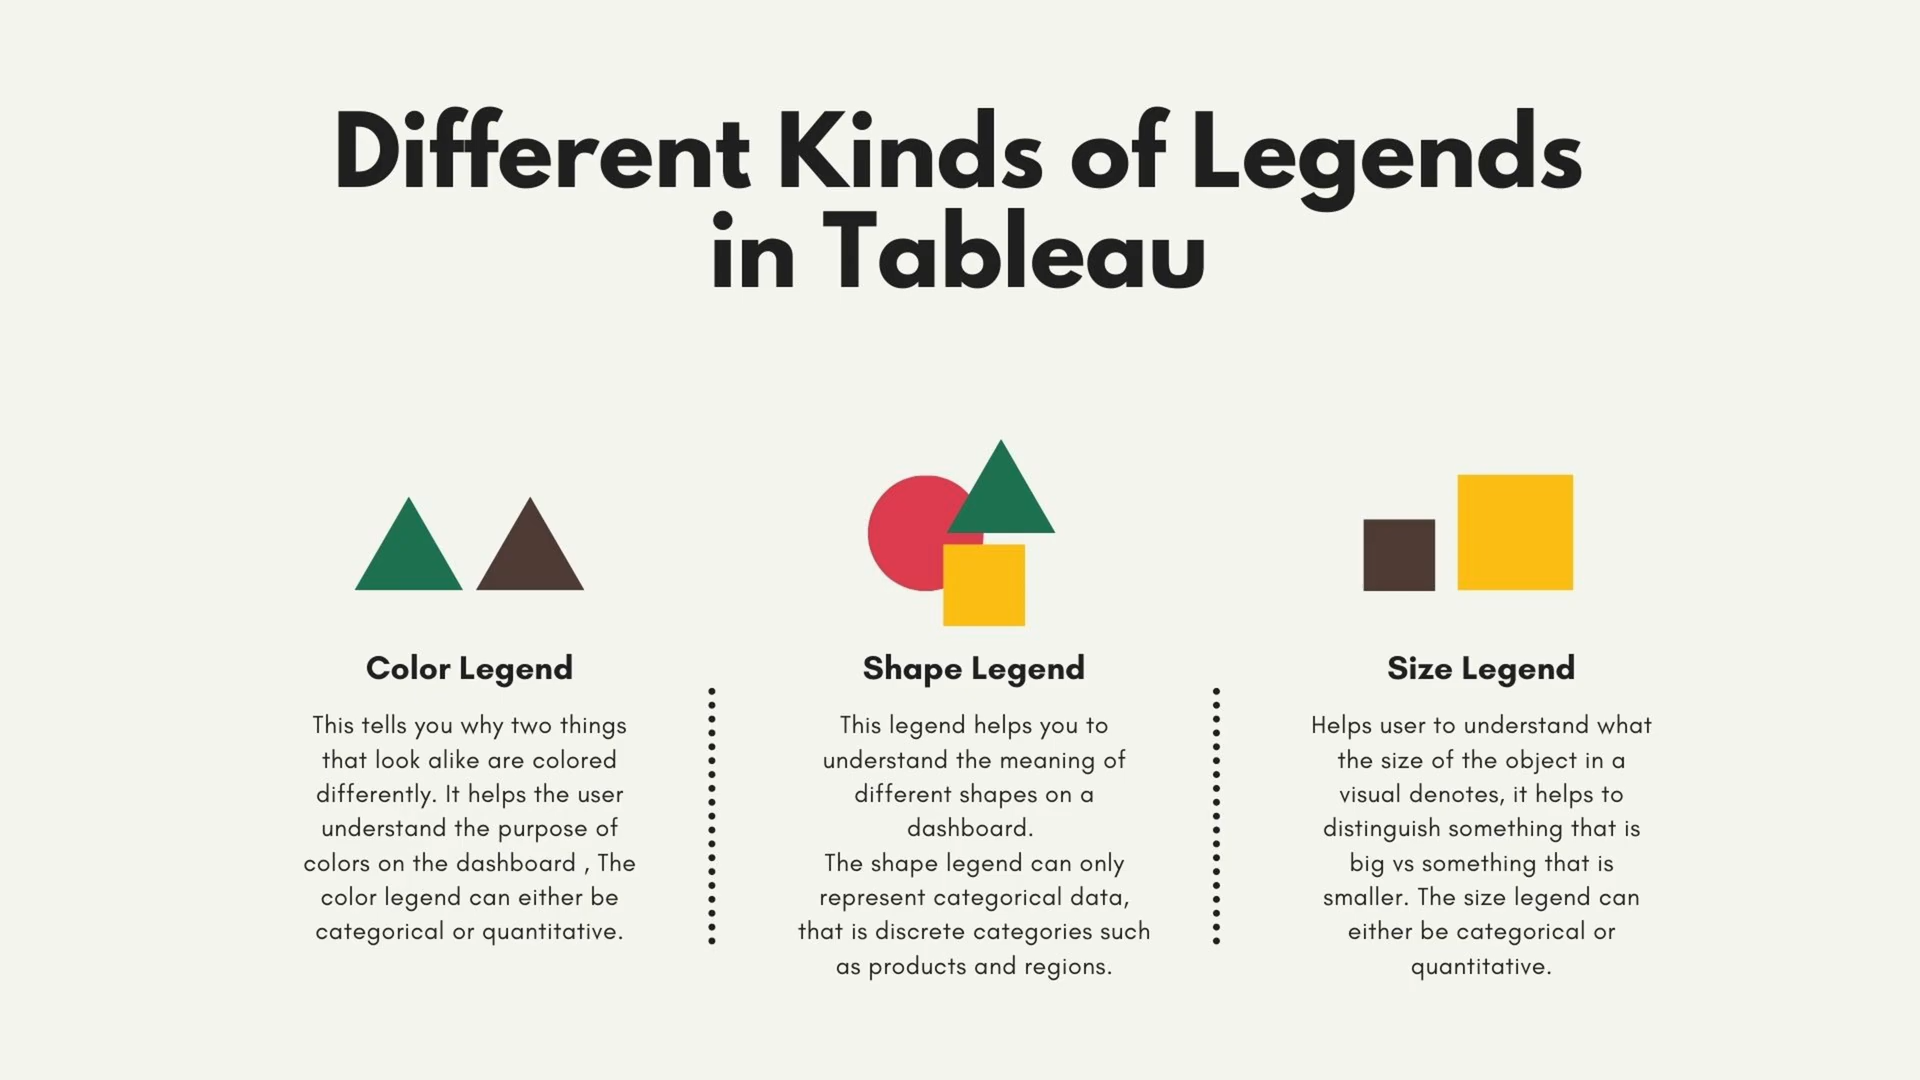 Different Kinds of Legends
in Tableau
Color Legend
This tells you why two things
that look alike are colored
differently. It helps the user
understand the purpose of
colors on the dashboard , The
color legend can either be
categorical or quantitative.
Shape Legend
This legend helps you to
understand the meaning of
different shapes on a
dashboard.
The shape legend can only
represent categorical data,
that is discrete categories such
as products and regions.
Size Legend
Helps user to understand what
the size of the object in a
visual denotes, it helps to
distinguish something that is
big vs something that is
smaller. The size legend can
either be categorical or
quantitative.